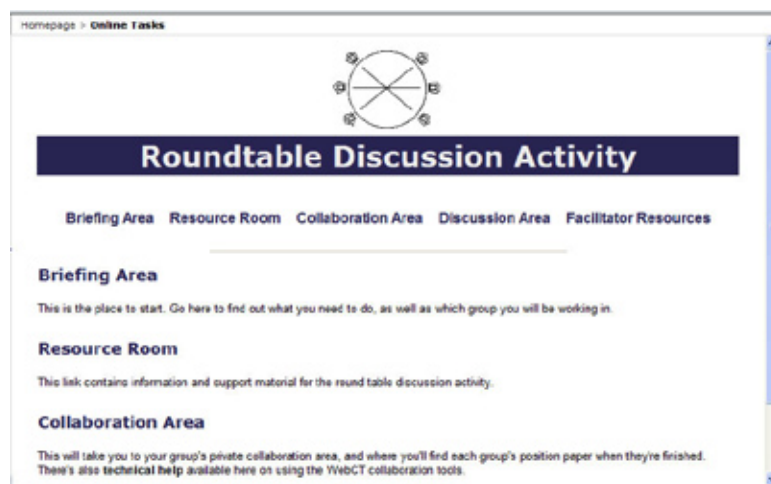 Homepage > Online Tasks
Roundtable Discussion Activity
Briefing Area Resource Room Collaboration Area Discussion Area Facilitator Resources
Briefing Area
This is the place to start. Go here to find out what you need to do, as well as which group you will be working in.
Resource Room
This link contains information and support material for the round table discussion activity.
Collaboration Area
This will take you to your group's private collaboration area, and where you'll find each group's position paper when they're finished.
There's also technical help available here on using the WebCT collaboration tools.